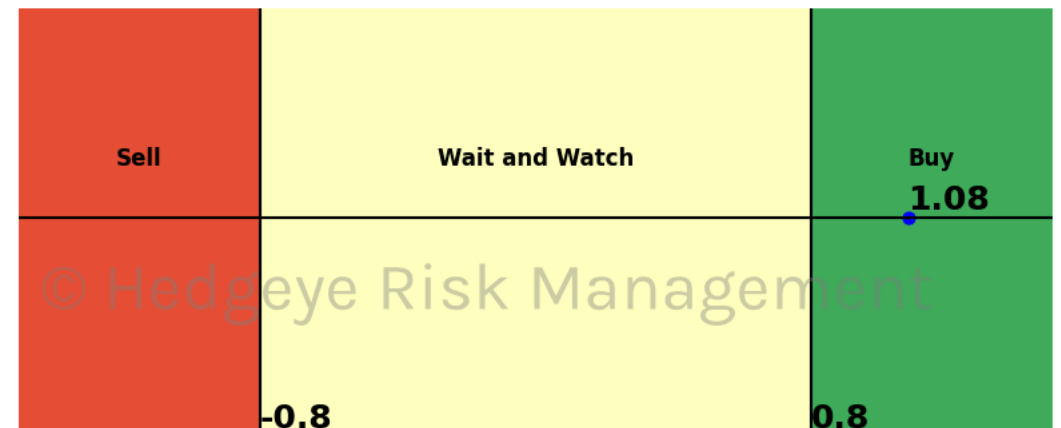 Sell
Wait and Watch
Buy
1.08
© Hedgeye Risk Management
-0.8
0.8